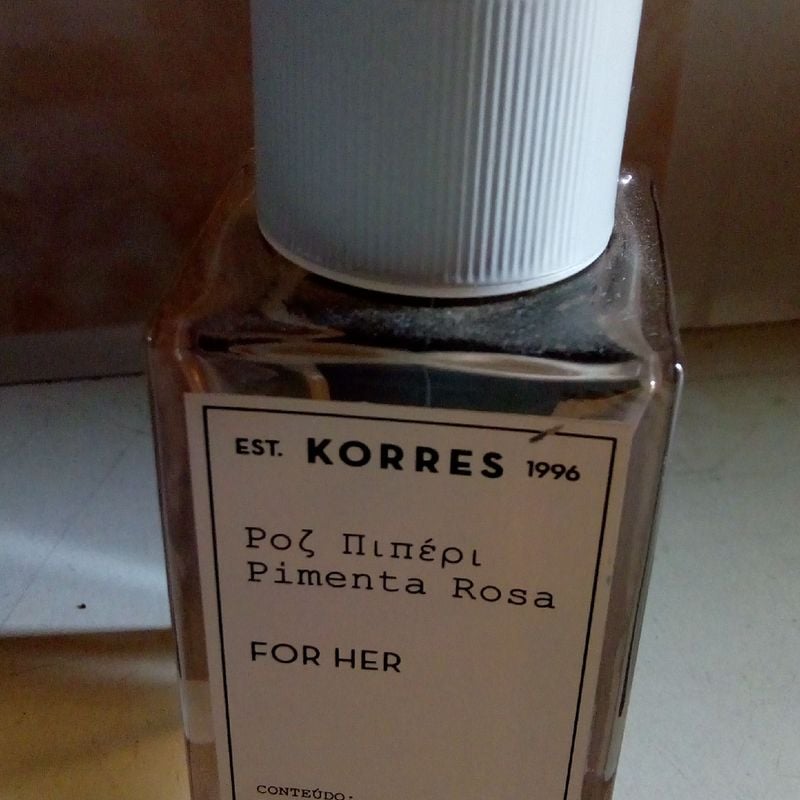 EST. KORRES 1996
Ροζ Πιπέρι
Pimenta Rosa
FOR HER
CONTEÚDO: